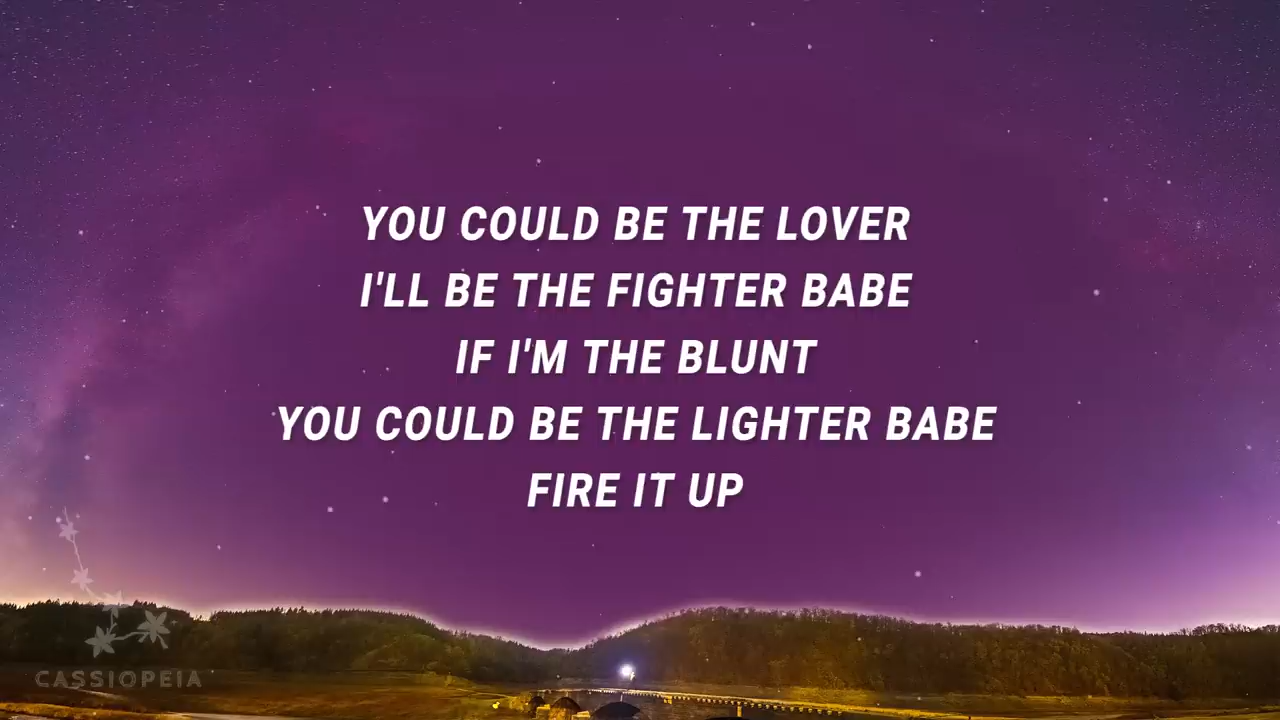 YOU COULD BE THE LOVER
I'LL BE THE FIGHTER BABE
IF I'M THE BLUNT
YOU COULD BE THE LIGHTER BABE
FIRE IT UP
CASSIOPEIA